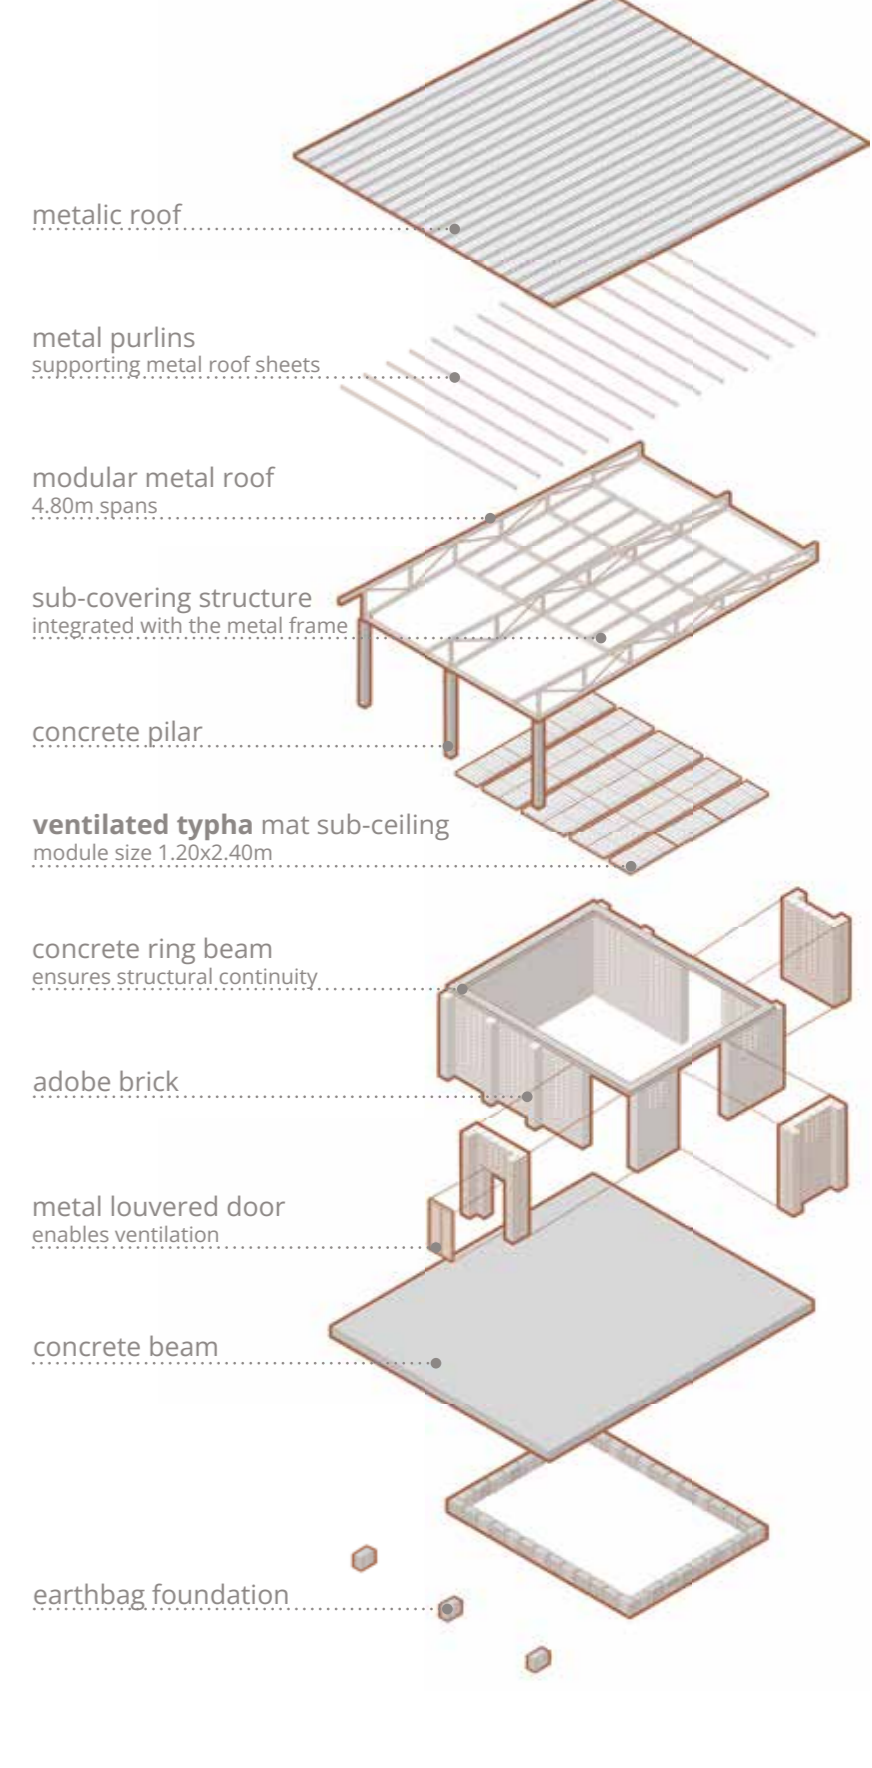 metalic roof
metal purlins
supporting metal roof sheets
modular metal roof
4.80m spans
sub-covering structure
integrated with the metal frame
concrete pilar
ventilated typha mat sub-ceiling
module size 1.20x2.40m
concrete ring beam
ensures structural continuity
adobe brick
metal louvered door
enables ventilation
concrete beam
earthbag foundation